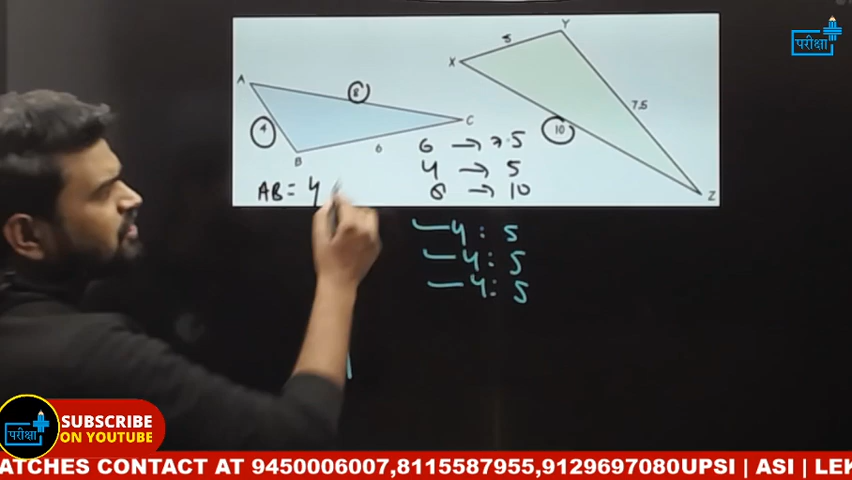 परीक्षा
Y
5
X
A
8
7.5
4
C
10
B
6
6 → 7.5
4 → 5
8 → 10
Z
AB = 4
4 : 5
4 : 5
4 : 5
परीक्षा
SUBSCRIBE
ON YOUTUBE
ATCHES CONTACT AT 9450006007,8115587955,9129697080UPSI | ASI | LEK